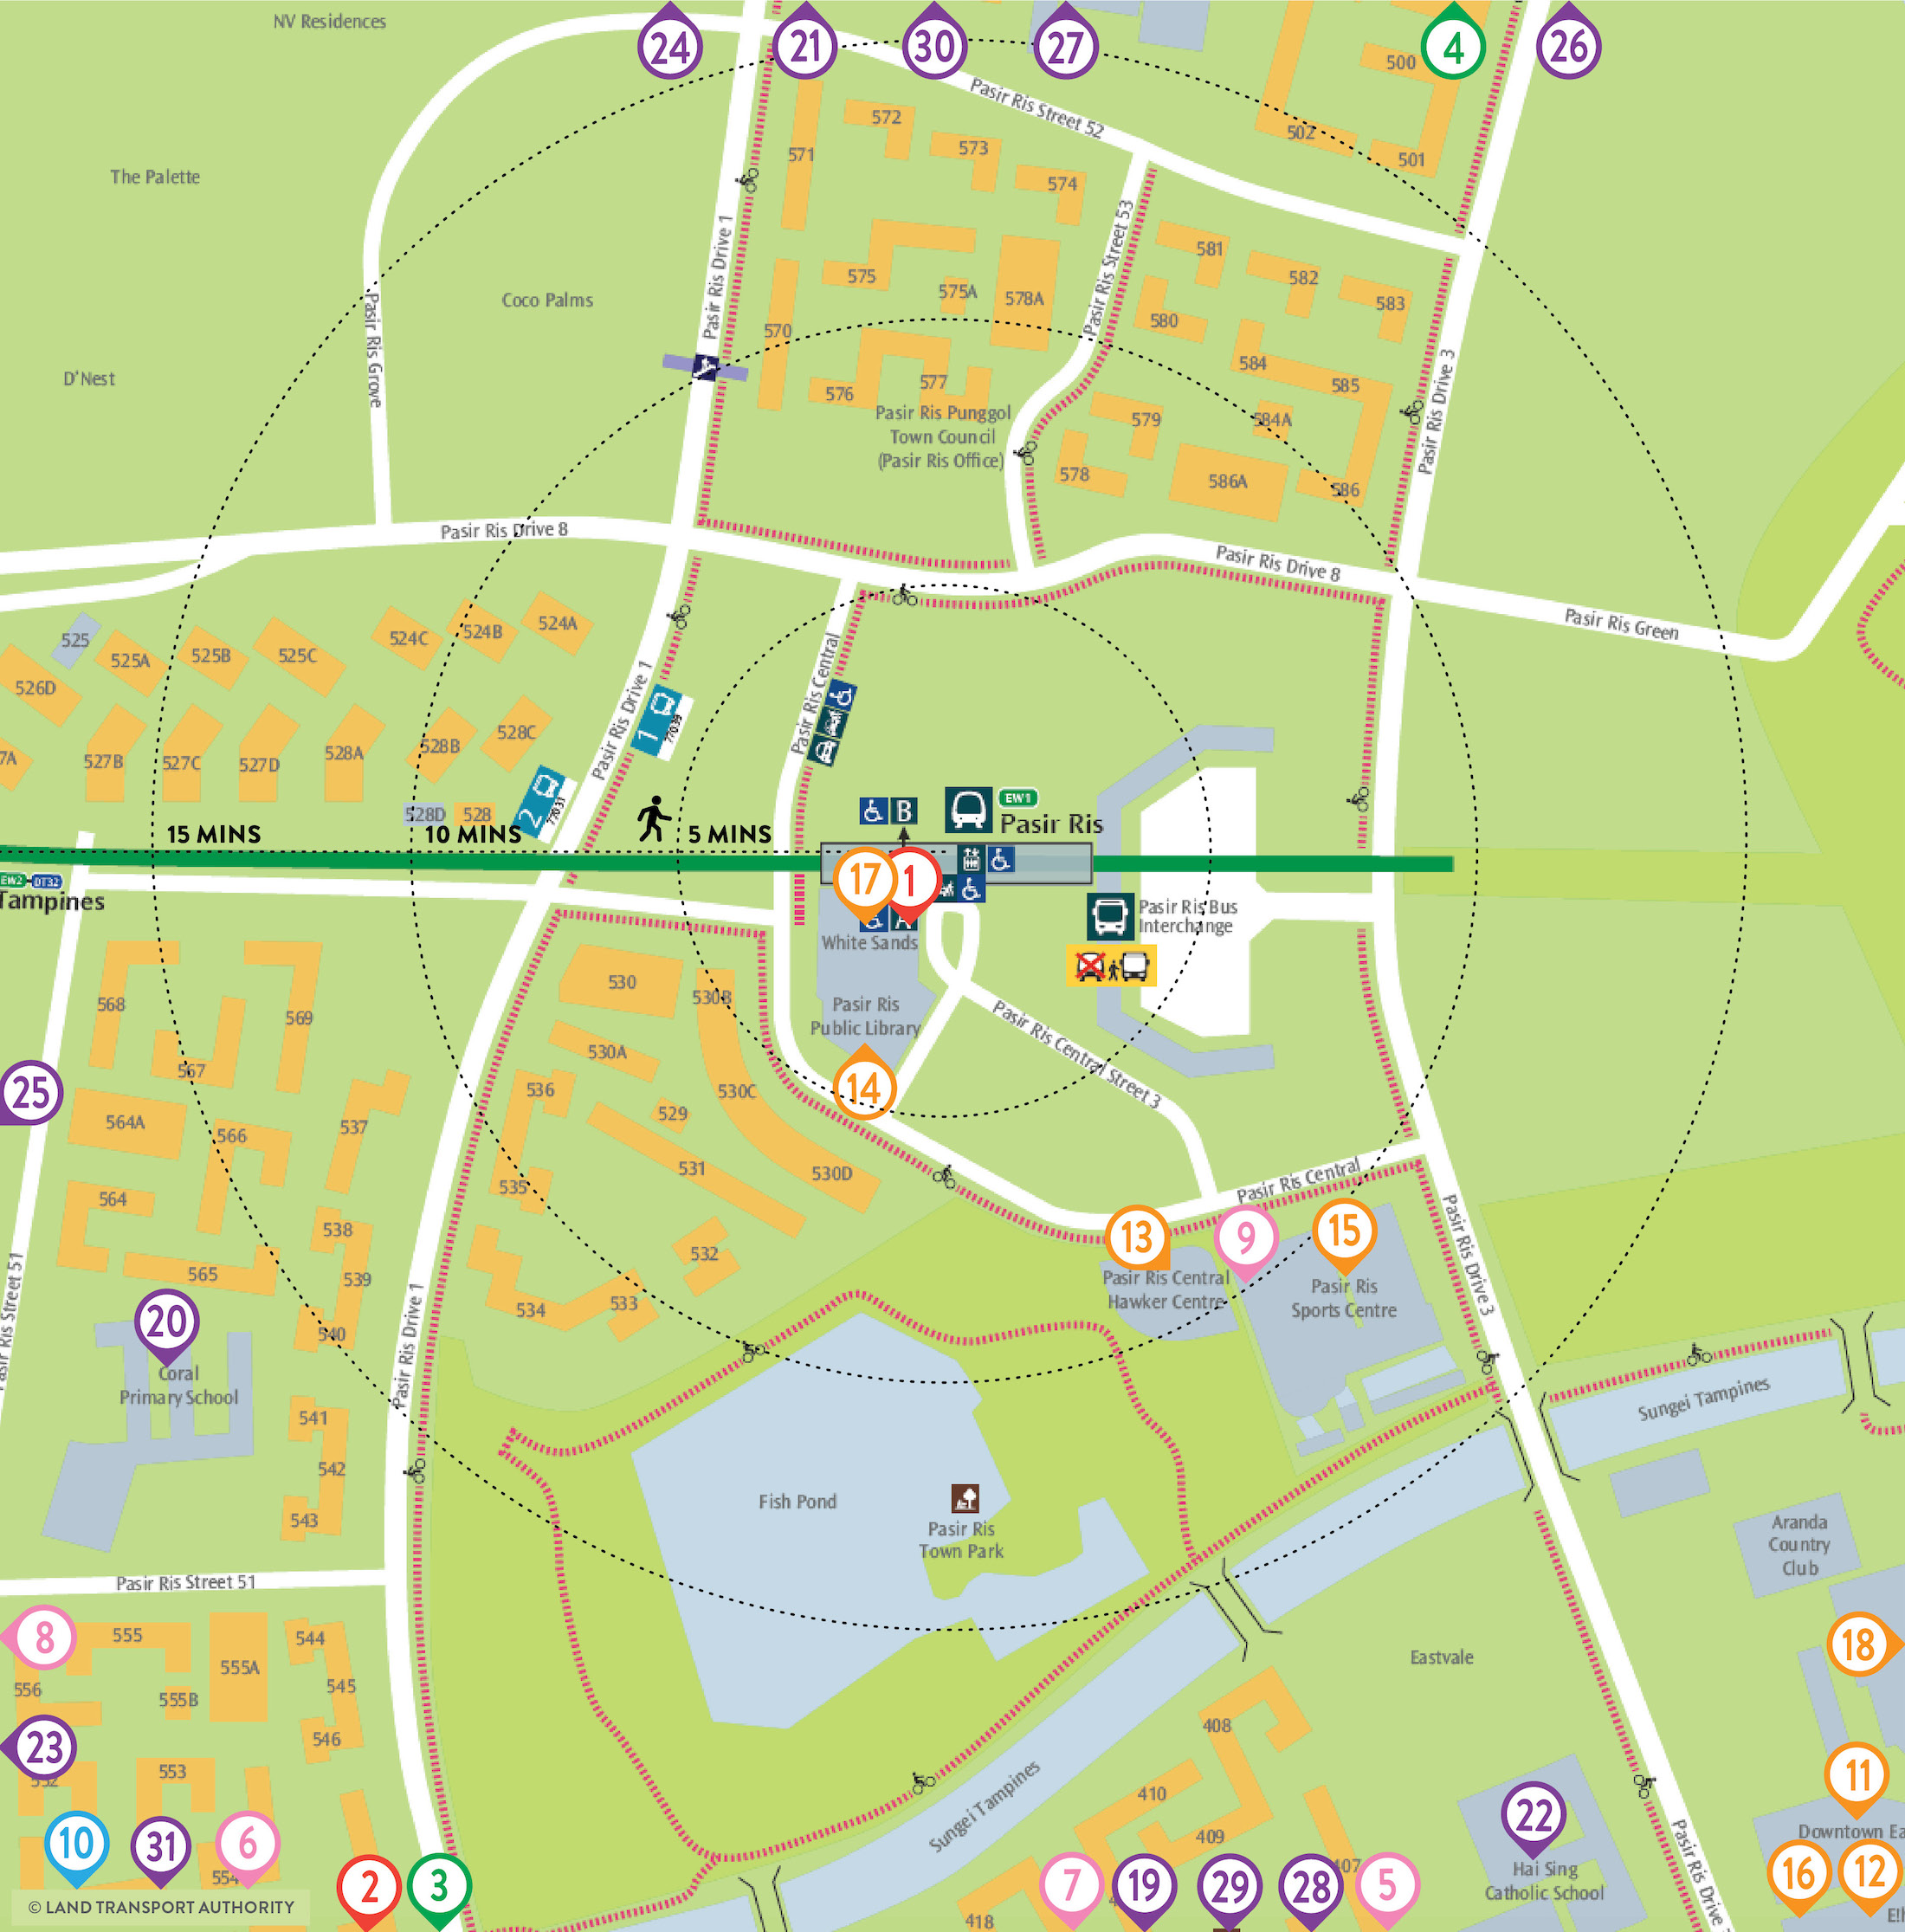 NV Residences
24
21
30
27
4
26
Pasir Ris Street 52
500
502
501
572
573
574
571
The Palette
Pasir Ris Drive 1
Pasir Ris Street 53
581
582
583
580
575
575A
578A
570
Coco Palms
Pasir Ris Grove
D'Nest
576
577
584
585
Pasir Ris Drive 3
Pasir Ris Punggol
Town Council
(Pasir Ris Office)
579
584A
578
586A
586
Pasir Ris Drive 8
Pasir Ris Drive 8
Pasir Ris Green
525
525A
525B
525C
524C
524B
524A
526D
Pasir Ris Drive 1
Pasir Ris Central
1
77039
7A
527B
527C
527D
528A
528B
528C
528D
528
2
77031
15 MINS
10 MINS
5 MINS
B
EW1
Pasir Ris
EW2
DT32
Tampines
17
1
A
White Sands
Pasir Ris Bus
Interchange
568
569
567
530
530B
Pasir Ris
Public Library
530A
Pasir Ris Central Street 3
25
564A
566
537
536
529
530C
14
531
530D
535
564
538
565
539
532
Pasir Ris Central
13
9
15
Pasir Ris Central
Hawker Centre
Pasir Ris
Sports Centre
Pasir Ris Drive 3
Pasir Ris Street 51
Pasir Ris Drive 1
534
533
20
540
Coral
Primary School
541
542
543
Sungei Tampines
Fish Pond
Pasir Ris
Town Park
Aranda
Country
Club
Pasir Ris Street 51
8
555
544
555A
556
555B
545
546
23
552
553
Eastvale
18
408
410
409
11
Downtown Ea
Sungei Tampines
10
31
6
554
2
3
7
19
29
28
407
5
22
Hai Sing
Catholic School
16
12
Pasir Ris Drive
418
© LAND TRANSPORT AUTHORITY